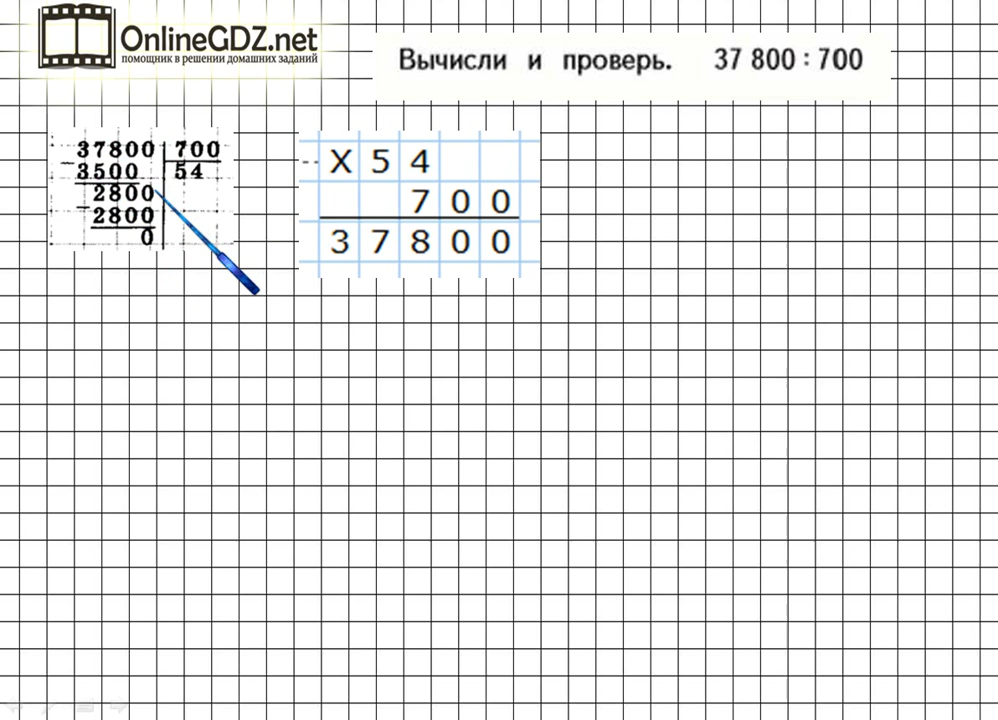 OnlineGDZ.net
помощник в решении домашних заданий
Вычисли и проверь. 37 800 : 700
37800 700
3500 54
2800
2800
0
X 5 4
7 0 0
3 7 8 0 0